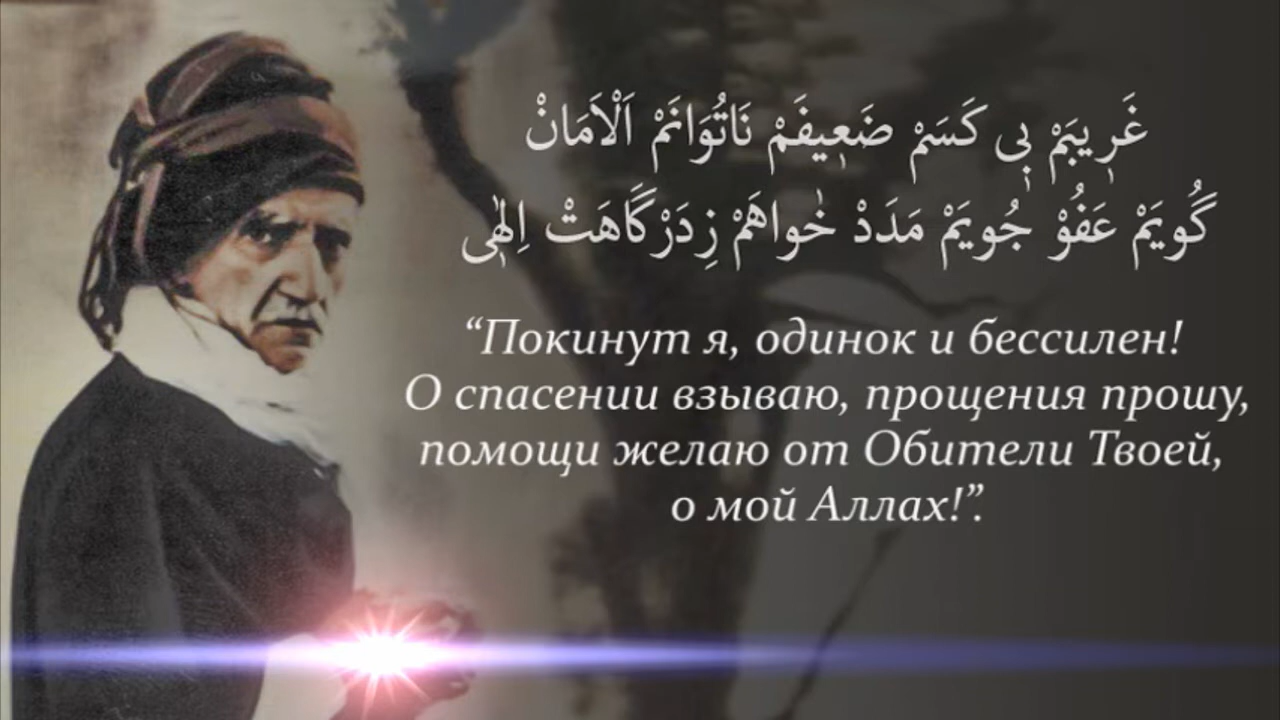 غَرِيبَمْ بِى كَسَمْ ضَعِيفَمْ نَاتُوَانَمْ اَلْاَمَانْ
گُويَمْ عَفُوْ جُويَمْ مَدَدْ خٰواهَمْ زِدَرْگَاهَتْ اِلٰهِى
“Покинут я, одинок и бессилен!
О спасении взываю, прощения прошу,
помощи желаю от Обители Твоей,
о мой Аллах!”.